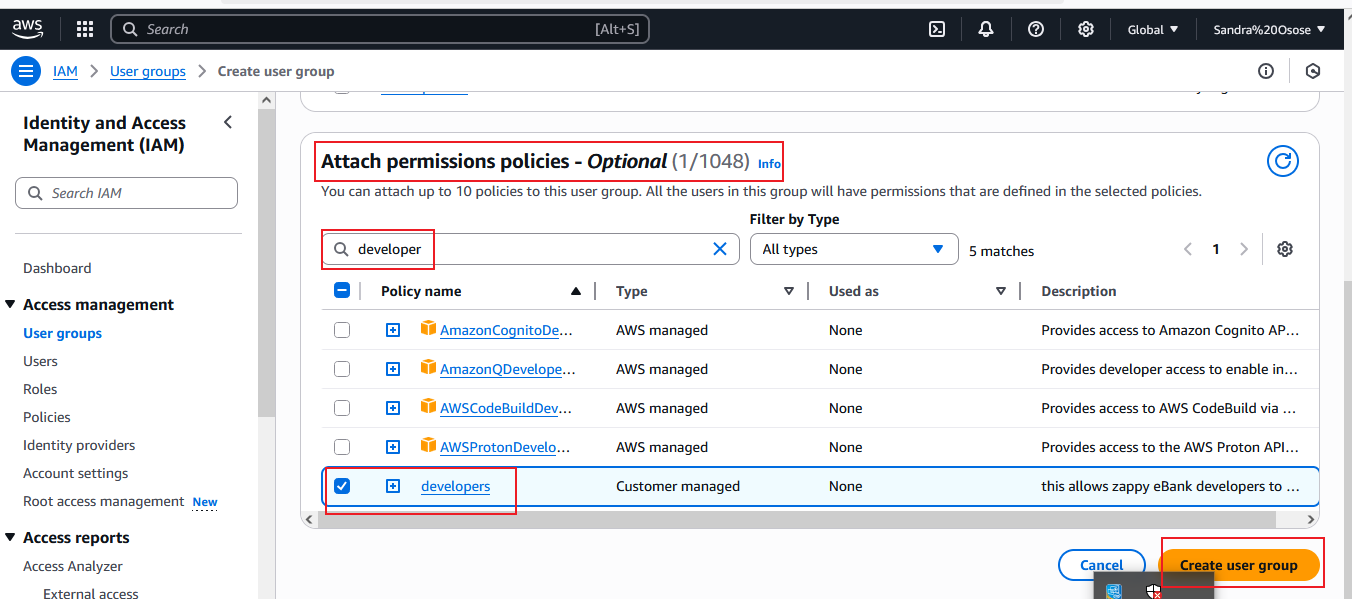 aws
Search [Alt+S] Global Sandra%20Osose
IAM User groups Create user group
Identity and Access
Management (IAM)
Search IAM
Dashboard
Access management
User groups
Users
Roles
Policies
Identity providers
Account settings
Root access management New
Access reports
Access Analyzer
External access
Attach permissions policies - Optional (1/1048) Info
You can attach up to 10 policies to this user group. All the users in this group will have permissions that are defined in the selected policies.
Filter by Type
developer All types 5 matches 1
Policy name Type Used as Description
AmazonCognitoDe... AWS managed None Provides access to Amazon Cognito AP...
AmazonQDevelope... AWS managed None Provides developer access to enable in...
AWSCodeBuildDev... AWS managed None Provides access to AWS CodeBuild via ...
AWSProtonDevelo... AWS managed None Provides access to the AWS Proton API...
developers Customer managed None this allows zappy eBank developers to ...
Cancel Create user group